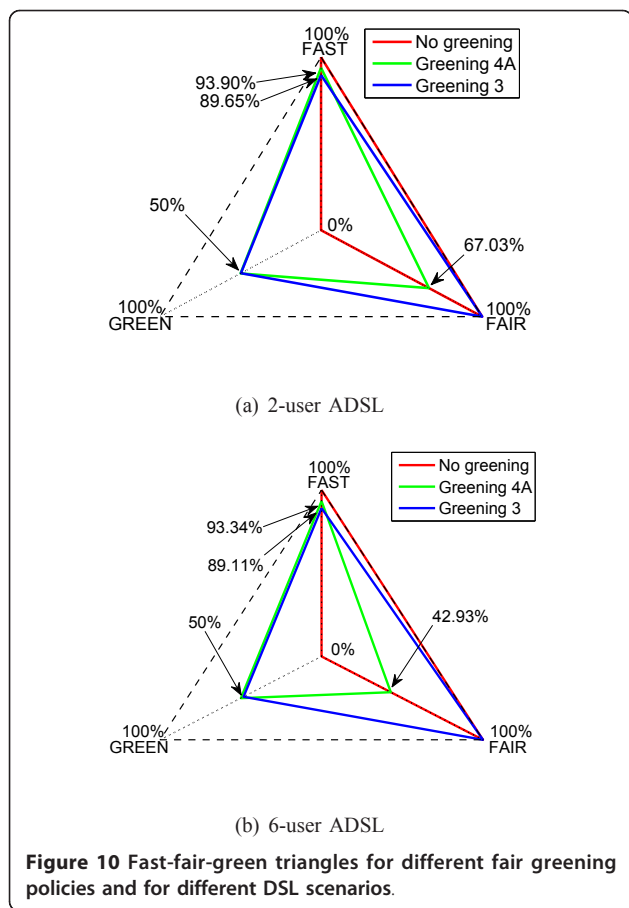 100%
FAST
No greening
Greening 4A
Greening 3
93.90%
89.65%
50%
0%
67.03%
100%
GREEN
100%
FAIR
(a) 2-user ADSL
100%
FAST
No greening
Greening 4A
Greening 3
93.34%
89.11%
50%
0%
42.93%
100%
GREEN
100%
FAIR
(b) 6-user ADSL
Figure 10 Fast-fair-green triangles for different fair greening
policies and for different DSL scenarios.